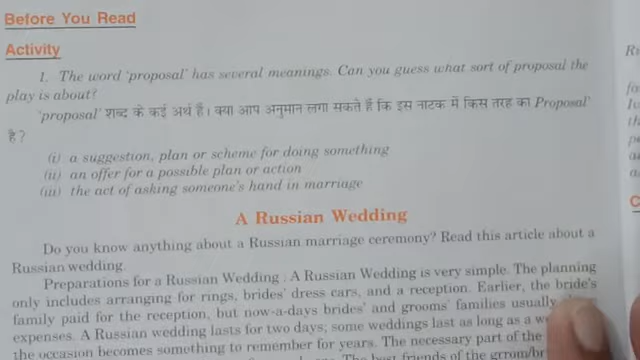 Before You Read
Activity
1. The word 'proposal' has several meanings. Can you guess what sort of proposal the
play is about?
'proposal' शब्द के कई अर्थ हैं। क्या आप अनुमान लगा सकते हैं कि इस नाटक में किस तरह का Proposal
है?
(i) a suggestion, plan or scheme for doing something
(ii) an offer for a possible plan or action
(iii) the act of asking someone's hand in marriage
A Russian Wedding
Do you know anything about a Russian marriage ceremony? Read this article about a
Russian wedding.
Preparations for a Russian Wedding : A Russian Wedding is very simple. The planning
only includes arranging for rings, brides' dress cars, and a reception. Earlier, the bride's
family paid for the reception, but now-a-days brides' and grooms' families usually
expenses. A Russian wedding lasts for two days; some weddings last as long as a
the occasion becomes something to remember for years. The necessary part of the
The best friends of the